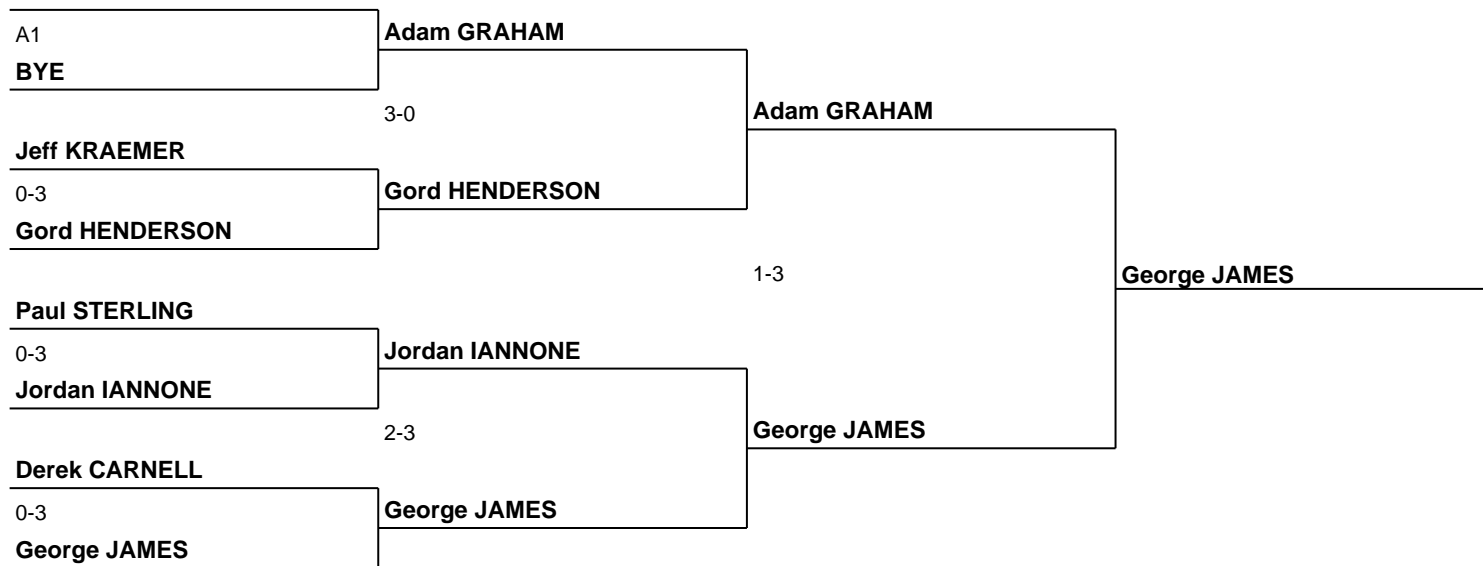 A1
BYE
Jeff KRAEMER
0-3
Gord HENDERSON
Paul STERLING
0-3
Jordan IANNONE
Derek CARNELL
0-3
George JAMES
Adam GRAHAM
3-0
Gord HENDERSON
Jordan IANNONE
2-3
George JAMES
Adam GRAHAM
1-3
George JAMES
George JAMES